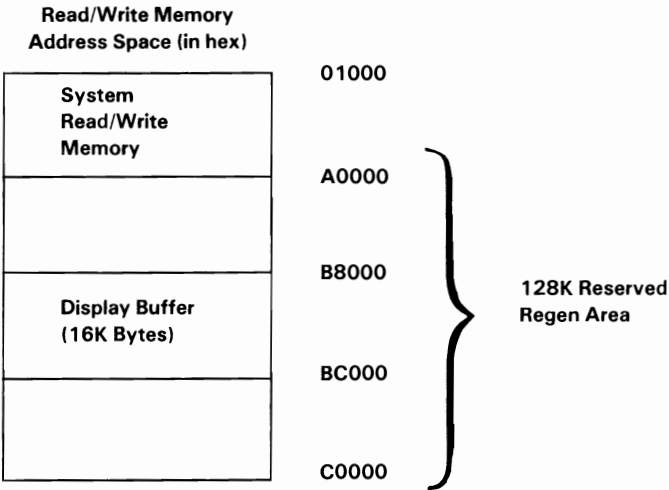 Read/Write Memory
Address Space (in hex)
01000
System
Read/Write
Memory
A0000
B8000
Display Buffer
(16K Bytes)
128K Reserved
Regen Area
BC000
C0000